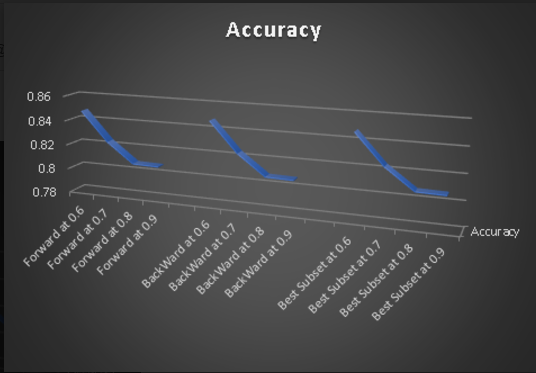 Accuracy
0.86
0.84
0.82
0.8
0.78
Forward at 0.6
Forward at 0.7
Forward at 0.8
Forward at 0.9
BackWard at 0.6
BackWard at 0.7
BackWard at 0.8
BackWard at 0.9
Best Subset at 0.6
Best Subset at 0.7
Best Subset at 0.8
Best Subset at 0.9
Accuracy